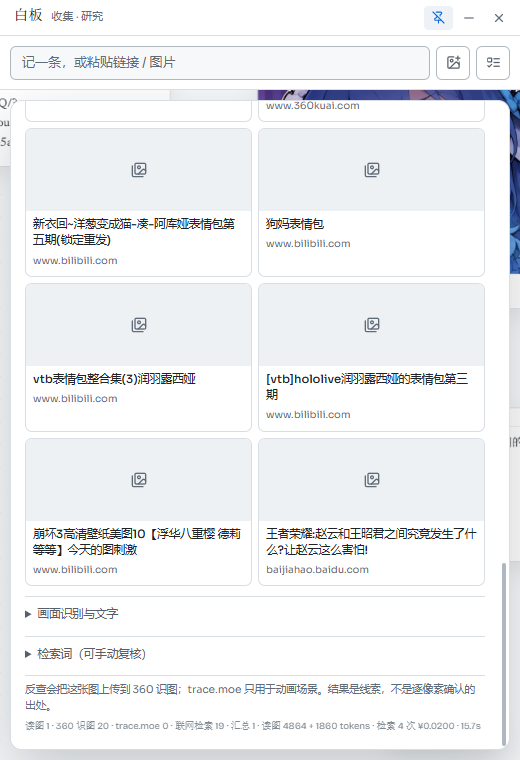 白板 收集 · 研究
记一条，或粘贴链接 / 图片
www.360kuai.com
新衣回~洋葱变成猫-凑-阿库娅表情包第
五期(锁定重发)
www.bilibili.com
狗妈表情包
www.bilibili.com
vtb表情包整合集(3)润羽露西娅
www.bilibili.com
[vtb]hololive润羽露西娅的表情包第三
期
www.bilibili.com
崩坏3高清壁纸美图10【浮华八重樱 德莉
等等】今天的图刺激
www.bilibili.com
王者荣耀:赵云和王昭君之间究竟发生了什
么?让赵云这么害怕!
baijiahao.baidu.com
画面识别与文字
检索词（可手动复核）
反查会把这张图上传到 360 识图；trace.moe 只用于动画场景。结果是线索，不是逐像素确认的
出处。
读图 1 · 360 识图 20 · trace.moe 0 · 联网检索 19 · 汇总 1 · 读图 4864 + 1860 tokens · 检索 4 次 ¥0.0200 · 15.7s